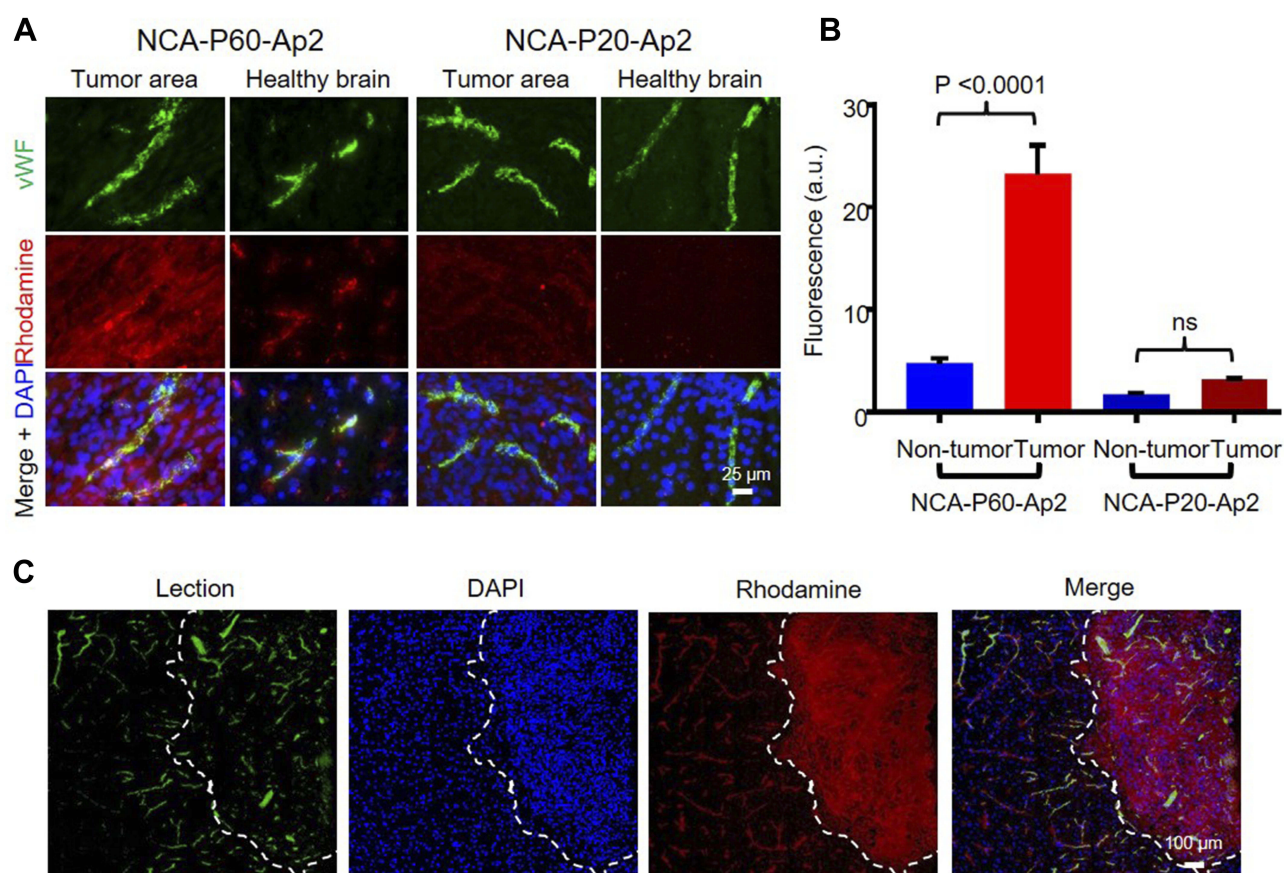 A
NCA-P60-Ap2
NCA-P20-Ap2
Tumor area
Healthy brain
Tumor area
Healthy brain
vWF
Rhodamine
Merge + DAPI
25 µm
B
P <0.0001
ns
Fluorescence (a.u.)
30
20
10
0
Non-tumor Tumor Non-tumor Tumor
NCA-P60-Ap2
NCA-P20-Ap2
C
Lection
DAPI
Rhodamine
Merge
100 µm